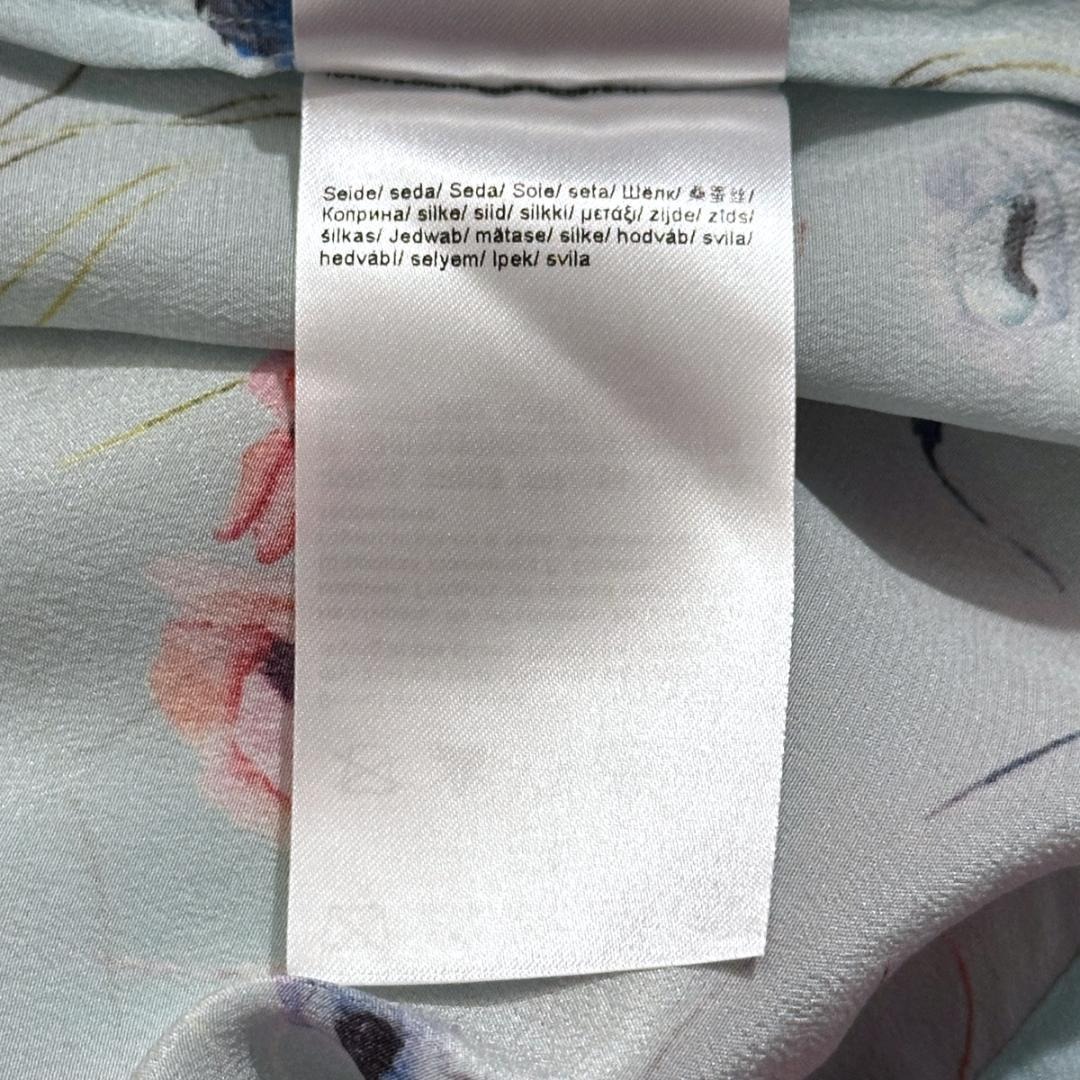 Seide/ seda/ Seda/ Soie/ seta/ Шёлк/ 桑蚕丝/
Коприна/ silke/ siid/ silkki/ μετάξι/ zijde/ zīds/
šilkas/ Jedwab/ mătase/ silke/ hodváb/ svila/
hedvábí/ selyem/ Ipek/ svila